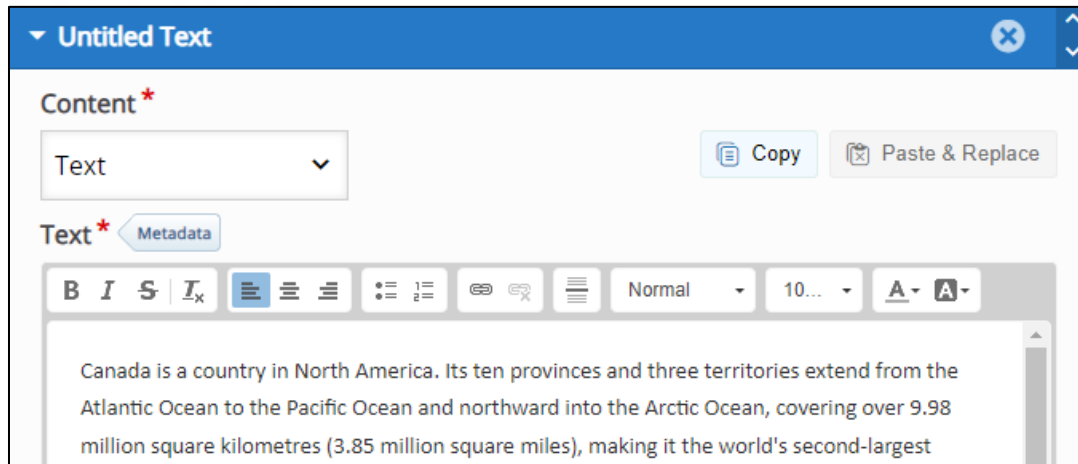 Untitled Text
Content *
Text
Copy
Paste & Replace
Text * Metadata
B I S Ix Normal 10... A A
Canada is a country in North America. Its ten provinces and three territories extend from the
Atlantic Ocean to the Pacific Ocean and northward into the Arctic Ocean, covering over 9.98
million square kilometres (3.85 million square miles), making it the world's second-largest